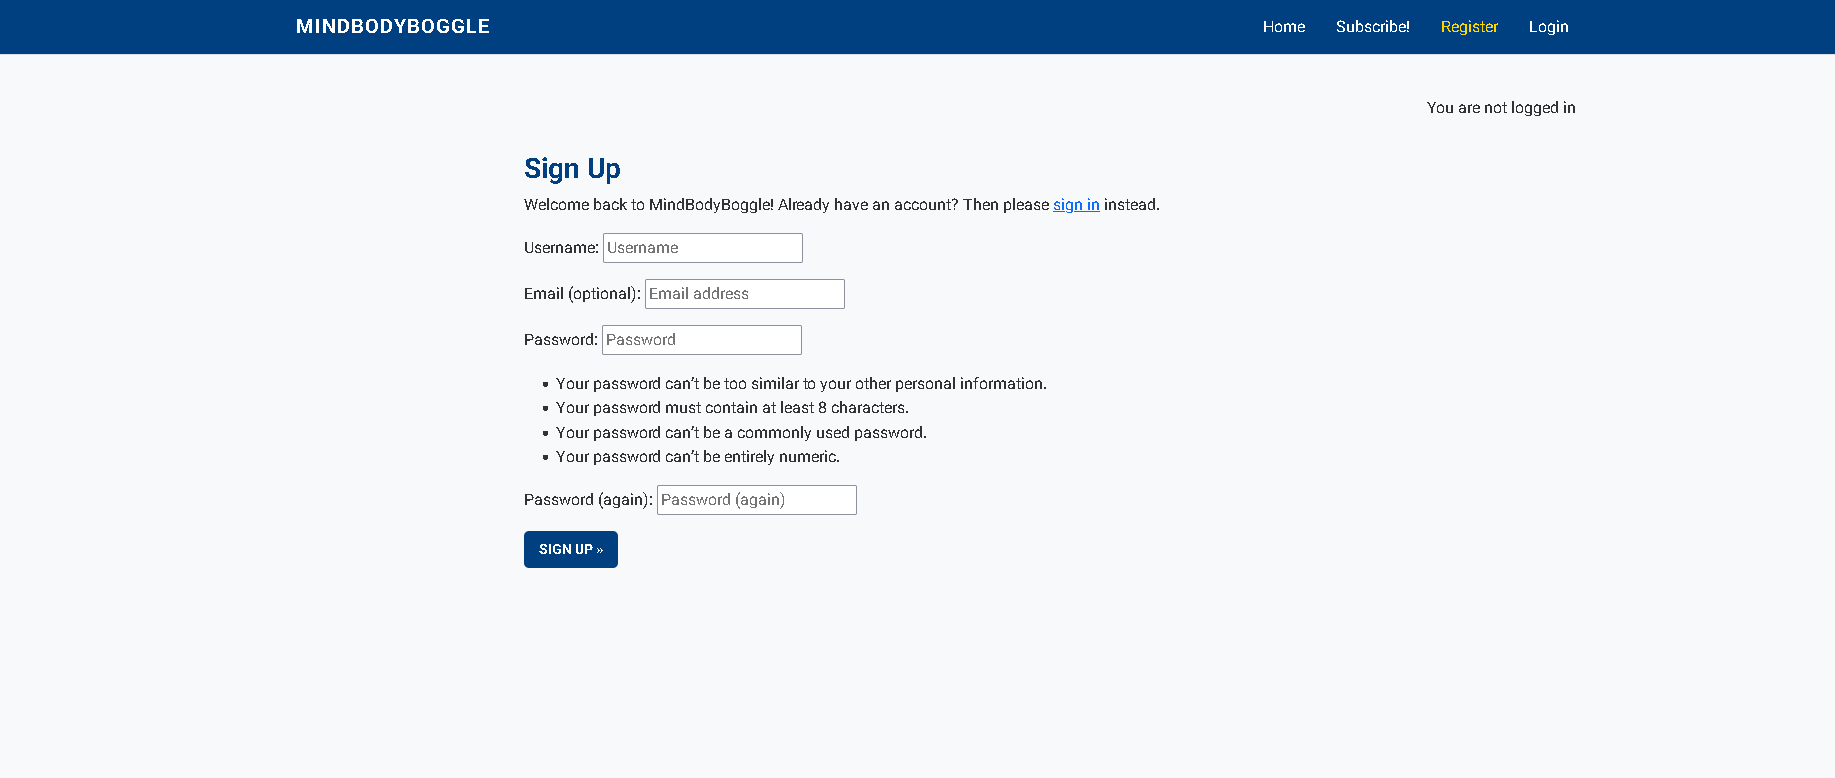 MINDBODYBOGGLE
Home
Subscribe!
Register
Login
You are not logged in
Sign Up
Welcome back to MindBodyBoggle! Already have an account? Then please sign in instead.
Username: Username
Email (optional): Email address
Password: Password
• Your password can’t be too similar to your other personal information.
• Your password must contain at least 8 characters.
• Your password can’t be a commonly used password.
• Your password can’t be entirely numeric.
Password (again): Password (again)
SIGN UP »